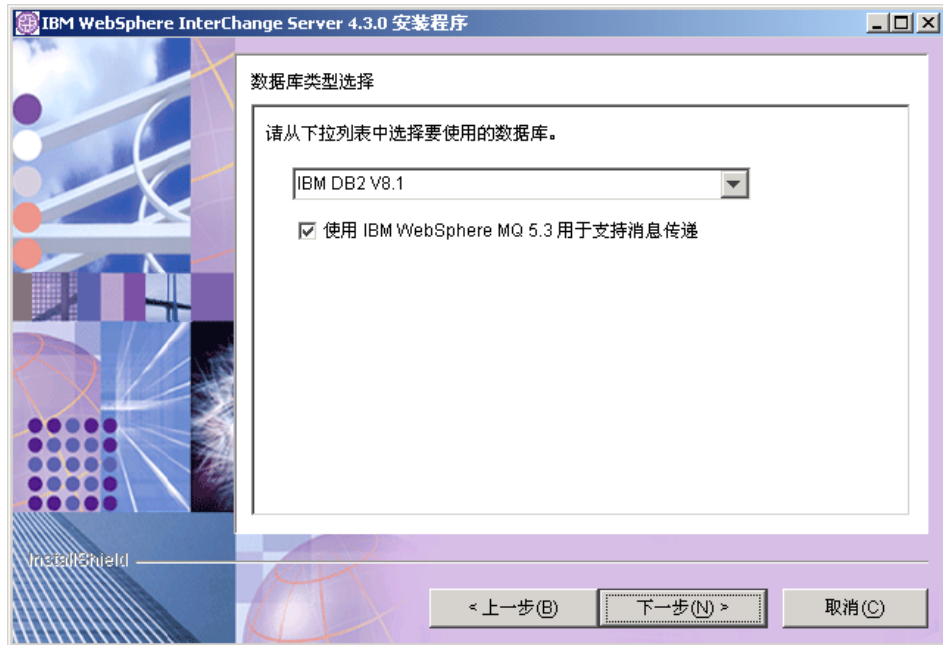 IBM WebSphere InterChange Server 4.3.0 安装程序
数据库类型选择
请从下拉列表中选择要使用的数据库。
IBM DB2 V8.1
使用 IBM WebSphere MQ 5.3 用于支持消息传递
InstallShield
< 上一步(B)
下一步(N) >
取消(C)